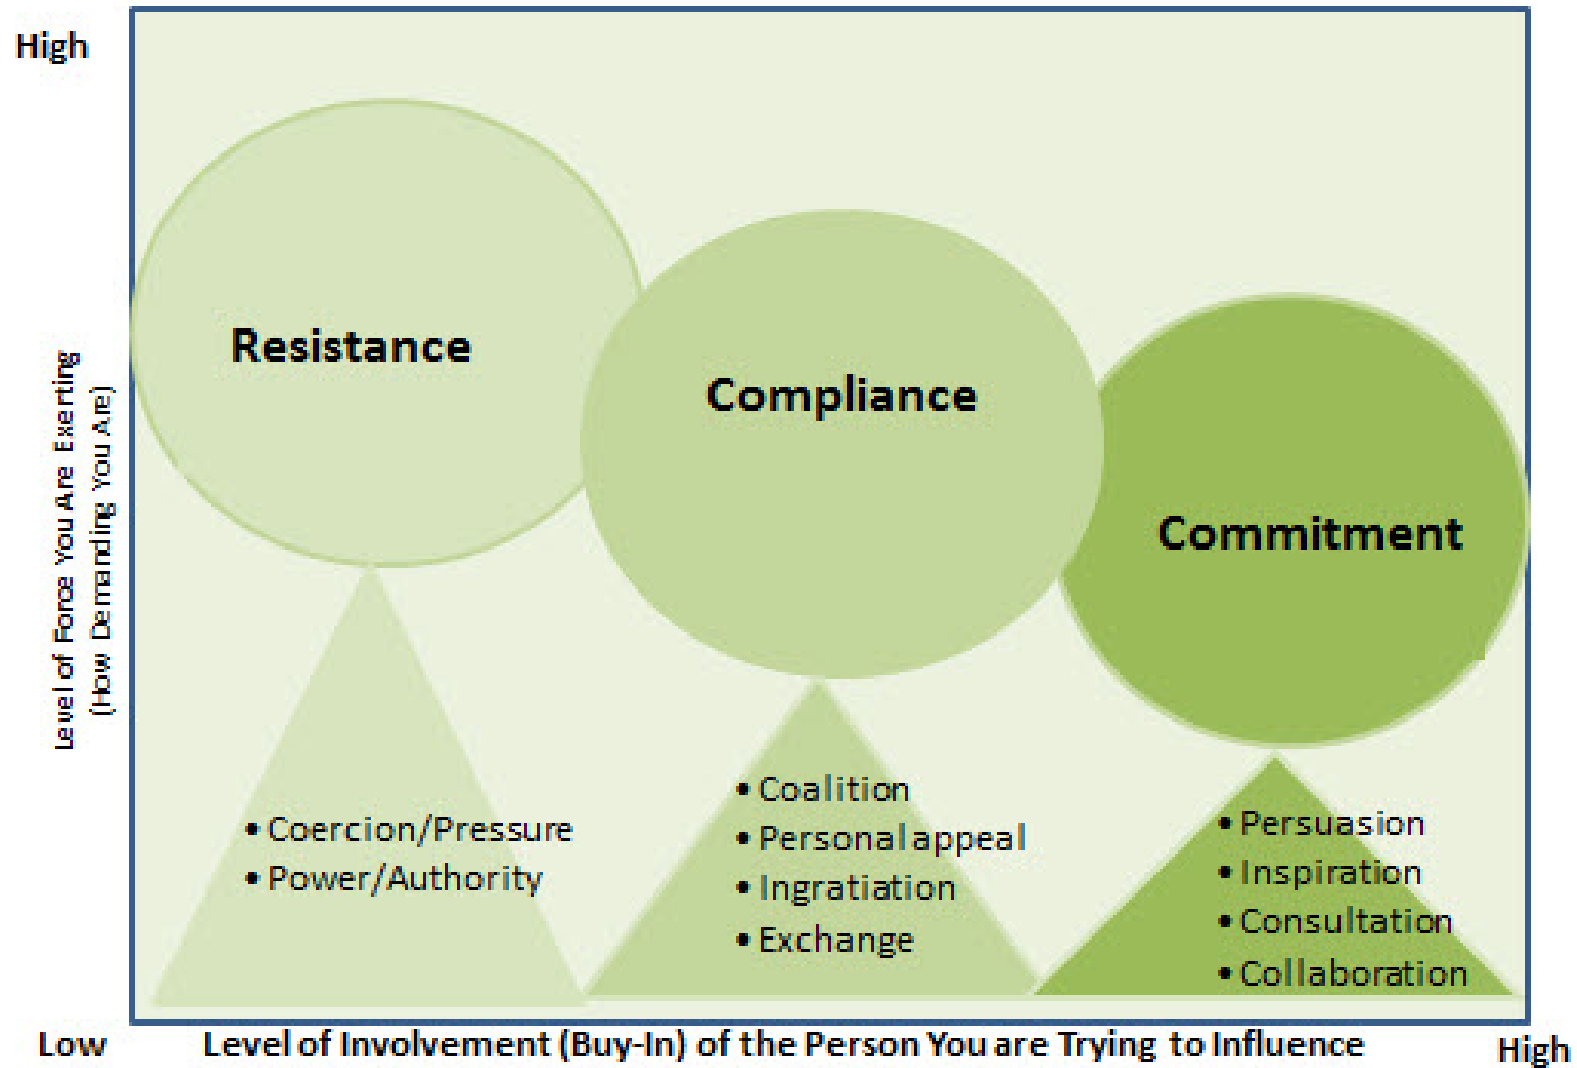 High
Level of Force You Are Exerting
(How Demanding You Are)
Resistance
Compliance
Commitment
• Coercion/Pressure
• Power/Authority
• Coalition
• Personal appeal
• Ingratiation
• Exchange
• Persuasion
• Inspiration
• Consultation
• Collaboration
Low
Level of Involvement (Buy-In) of the Person You are Trying to Influence
High